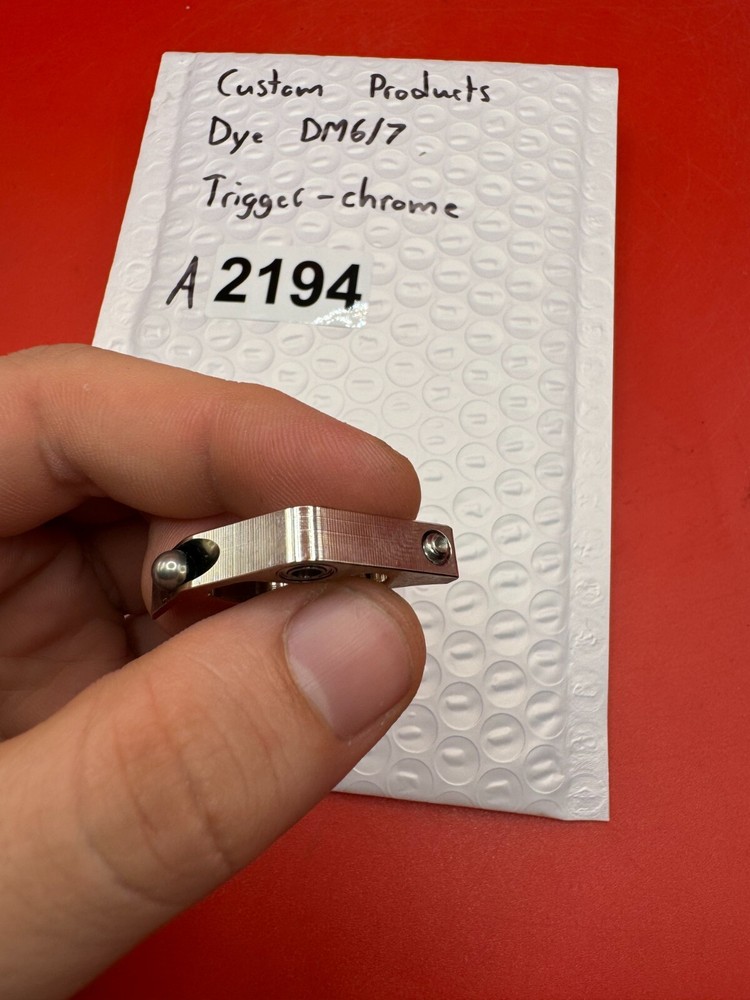 Custom Products
Dye DM6/7
Trigger-chrome
A 2194